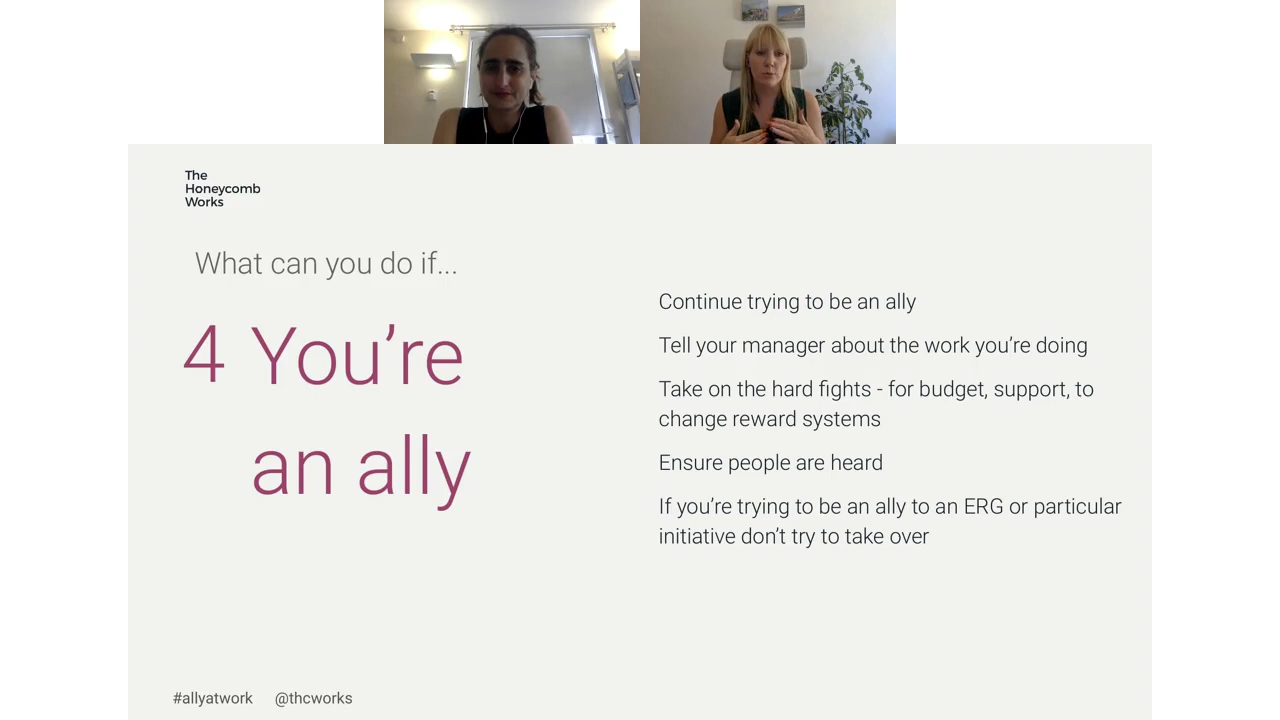 The
Honeycomb
Works
What can you do if...
4 You’re
an ally
Continue trying to be an ally
Tell your manager about the work you’re doing
Take on the hard fights - for budget, support, to
change reward systems
Ensure people are heard
If you’re trying to be an ally to an ERG or particular
initiative don’t try to take over
#allyatwork @thcworks